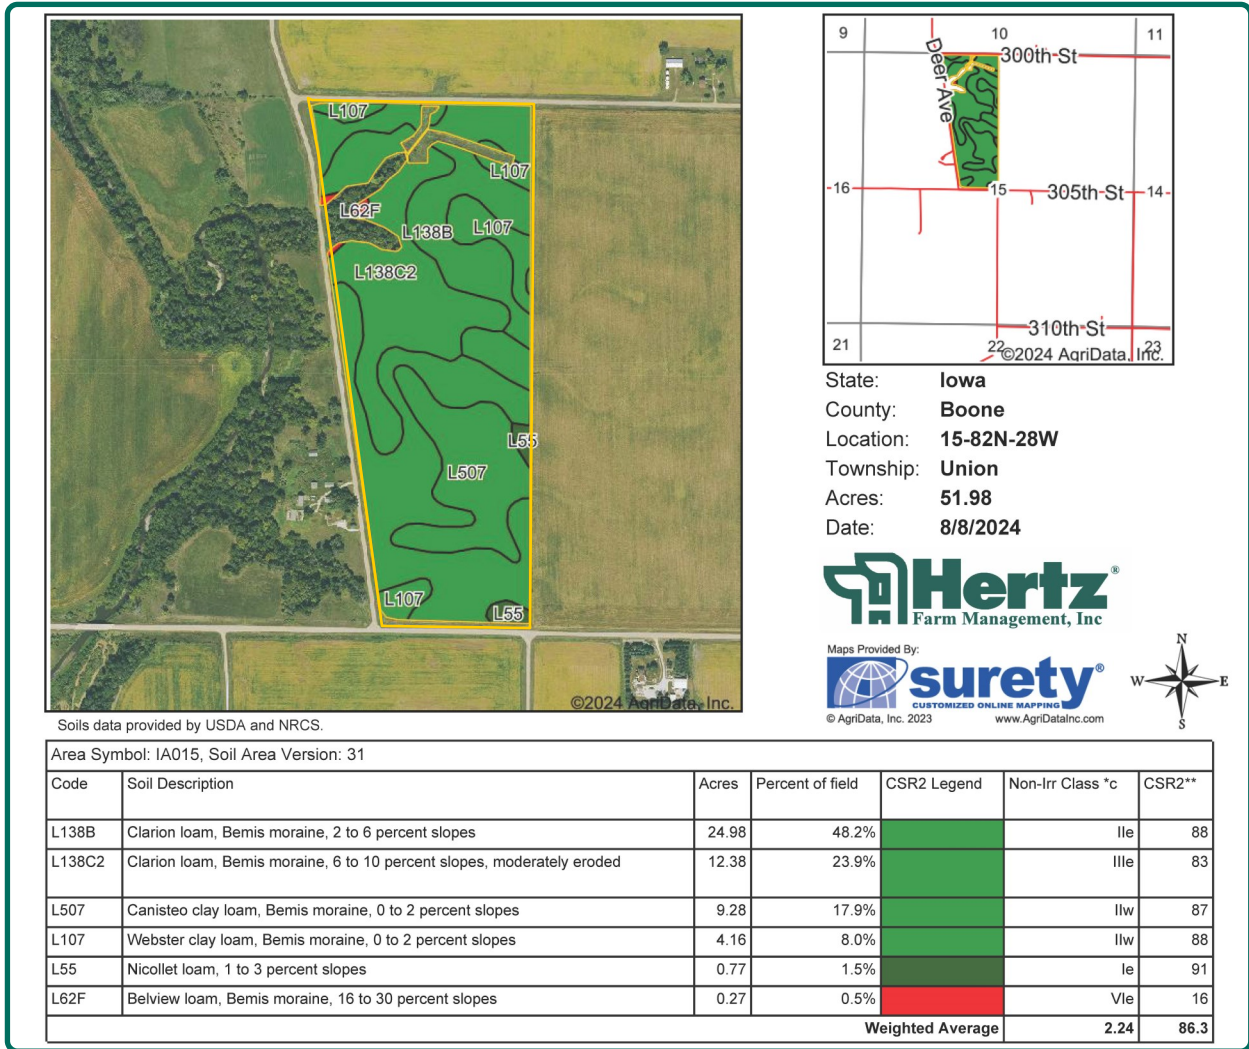 L107
L107
L62F
L138B
L107
L138C2
L55
L507
L107
L55
©2024 AgriData, Inc.
Soils data provided by USDA and NRCS.
9
10
11
Deer Ave
300th St
16
15
305th St
14
310th St
21
22
23
©2024 AgriData, Inc.
State: Iowa
County: Boone
Location: 15-82N-28W
Township: Union
Acres: 51.98
Date: 8/8/2024
Hertz®
Farm Management, Inc
Maps Provided By:
surety®
CUSTOMIZED ONLINE MAPPING
© AgriData, Inc. 2023 www.AgriDataInc.com
N
W E
S
Area Symbol: IA015, Soil Area Version: 31
Code Soil Description Acres Percent of field CSR2 Legend Non-Irr Class *c CSR2**
L138B Clarion loam, Bemis moraine, 2 to 6 percent slopes 24.98 48.2% IIe 88
L138C2 Clarion loam, Bemis moraine, 6 to 10 percent slopes, moderately eroded 12.38 23.9% IIIe 83
L507 Canisteo clay loam, Bemis moraine, 0 to 2 percent slopes 9.28 17.9% IIw 87
L107 Webster clay loam, Bemis moraine, 0 to 2 percent slopes 4.16 8.0% IIw 88
L55 Nicollet loam, 1 to 3 percent slopes 0.77 1.5% Ie 91
L62F Belview loam, Bemis moraine, 16 to 30 percent slopes 0.27 0.5% VIe 16
Weighted Average 2.24 86.3